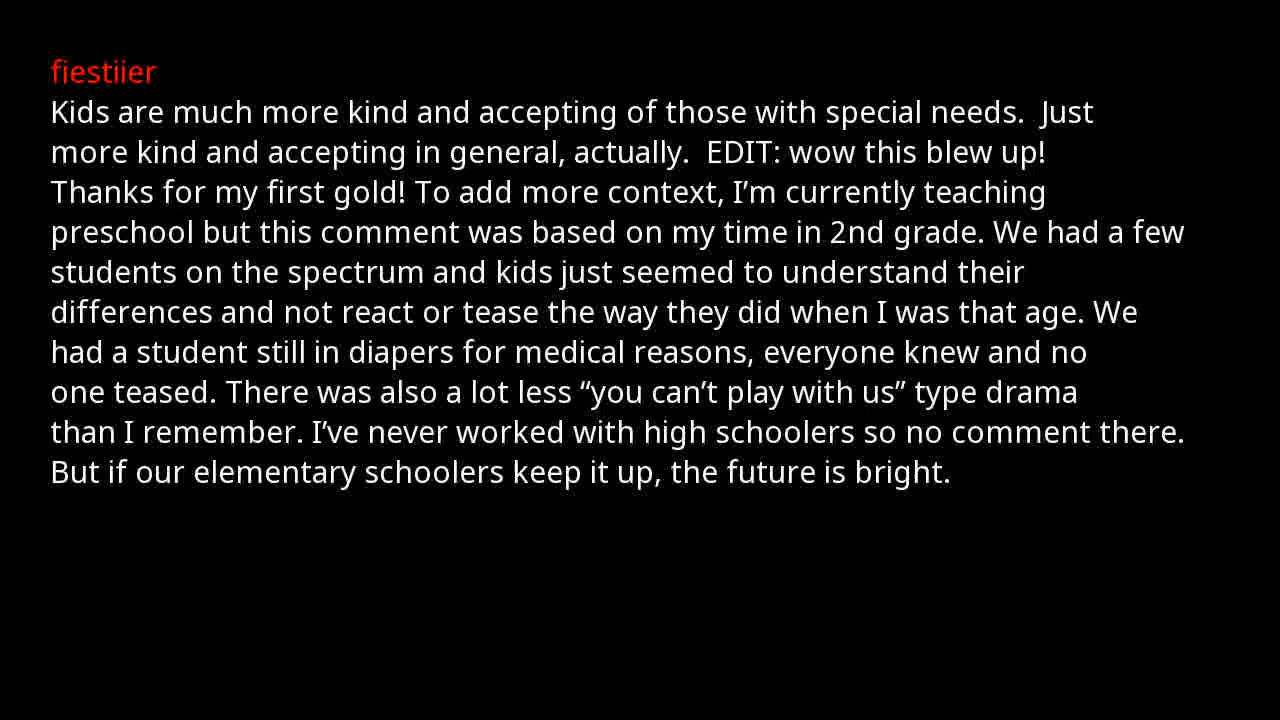 fiestiier
Kids are much more kind and accepting of those with special needs.  Just
more kind and accepting in general, actually.  EDIT: wow this blew up!
Thanks for my first gold! To add more context, I’m currently teaching
preschool but this comment was based on my time in 2nd grade. We had a few
students on the spectrum and kids just seemed to understand their
differences and not react or tease the way they did when I was that age. We
had a student still in diapers for medical reasons, everyone knew and no
one teased. There was also a lot less “you can’t play with us” type drama
than I remember. I’ve never worked with high schoolers so no comment there.
But if our elementary schoolers keep it up, the future is bright.